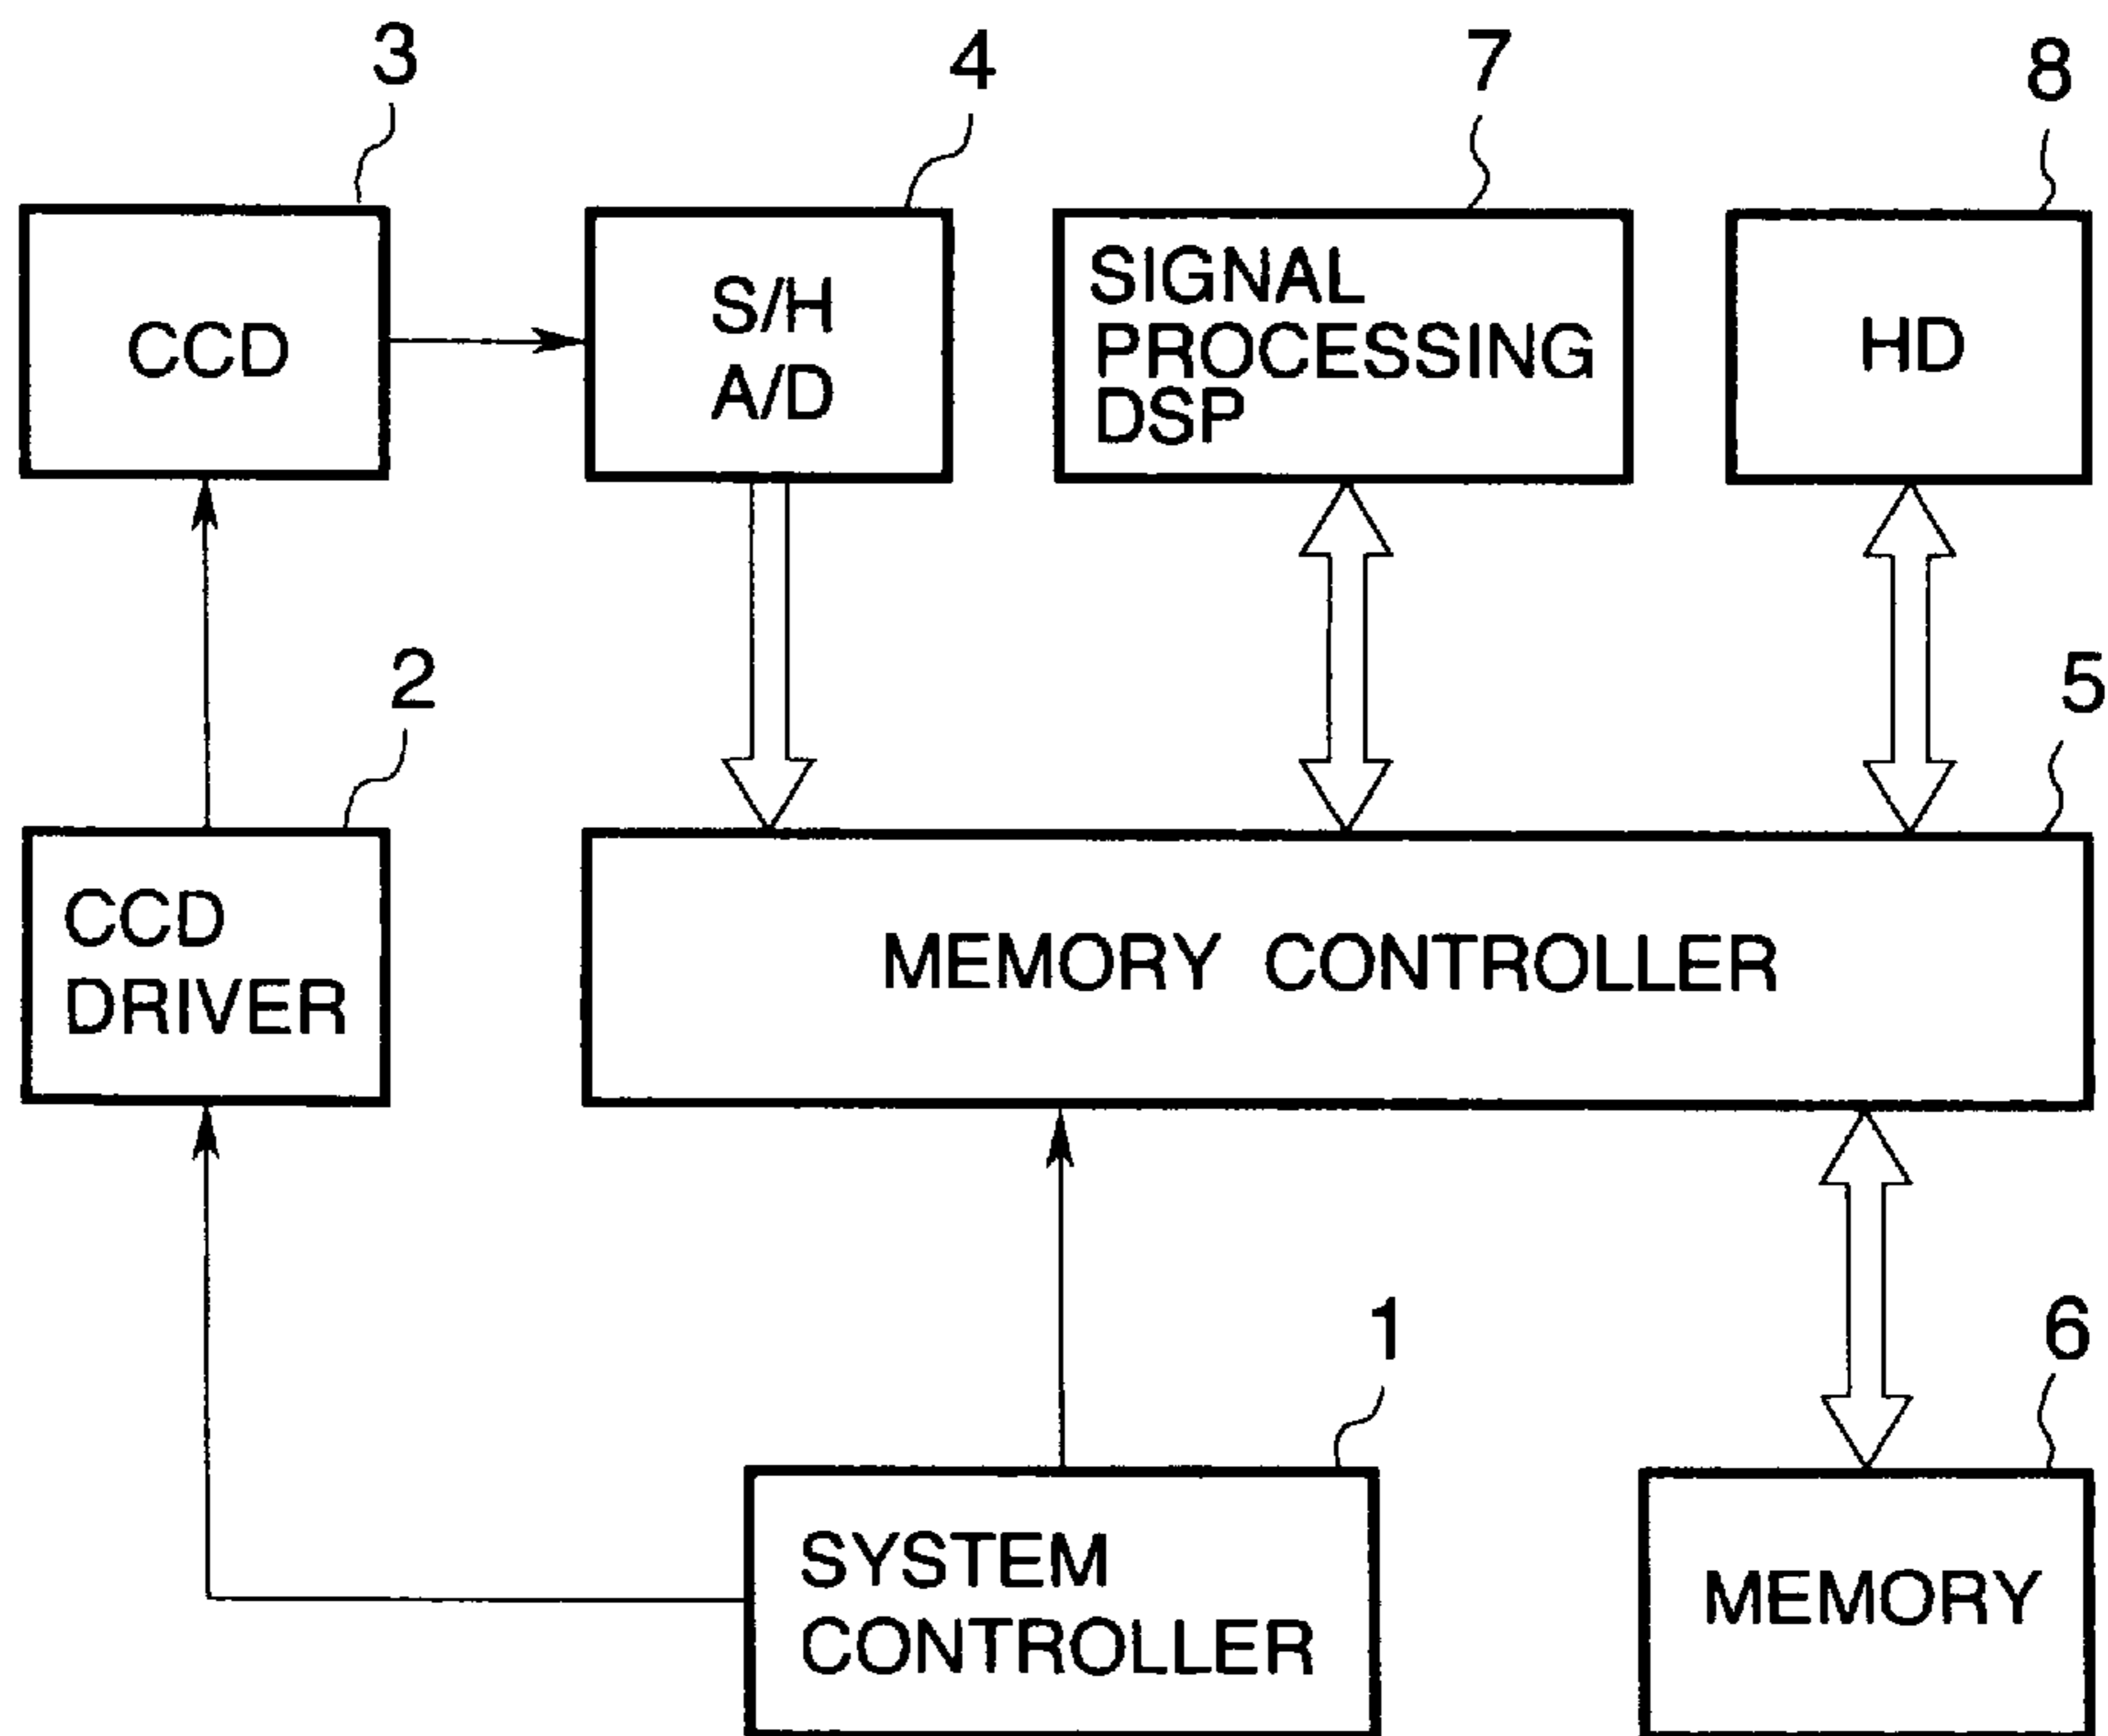 3
4
7
8
CCD
S/H
A/D
SIGNAL
PROCESSING
DSP
HD
2
5
CCD
DRIVER
MEMORY CONTROLLER
1
6
SYSTEM
CONTROLLER
MEMORY